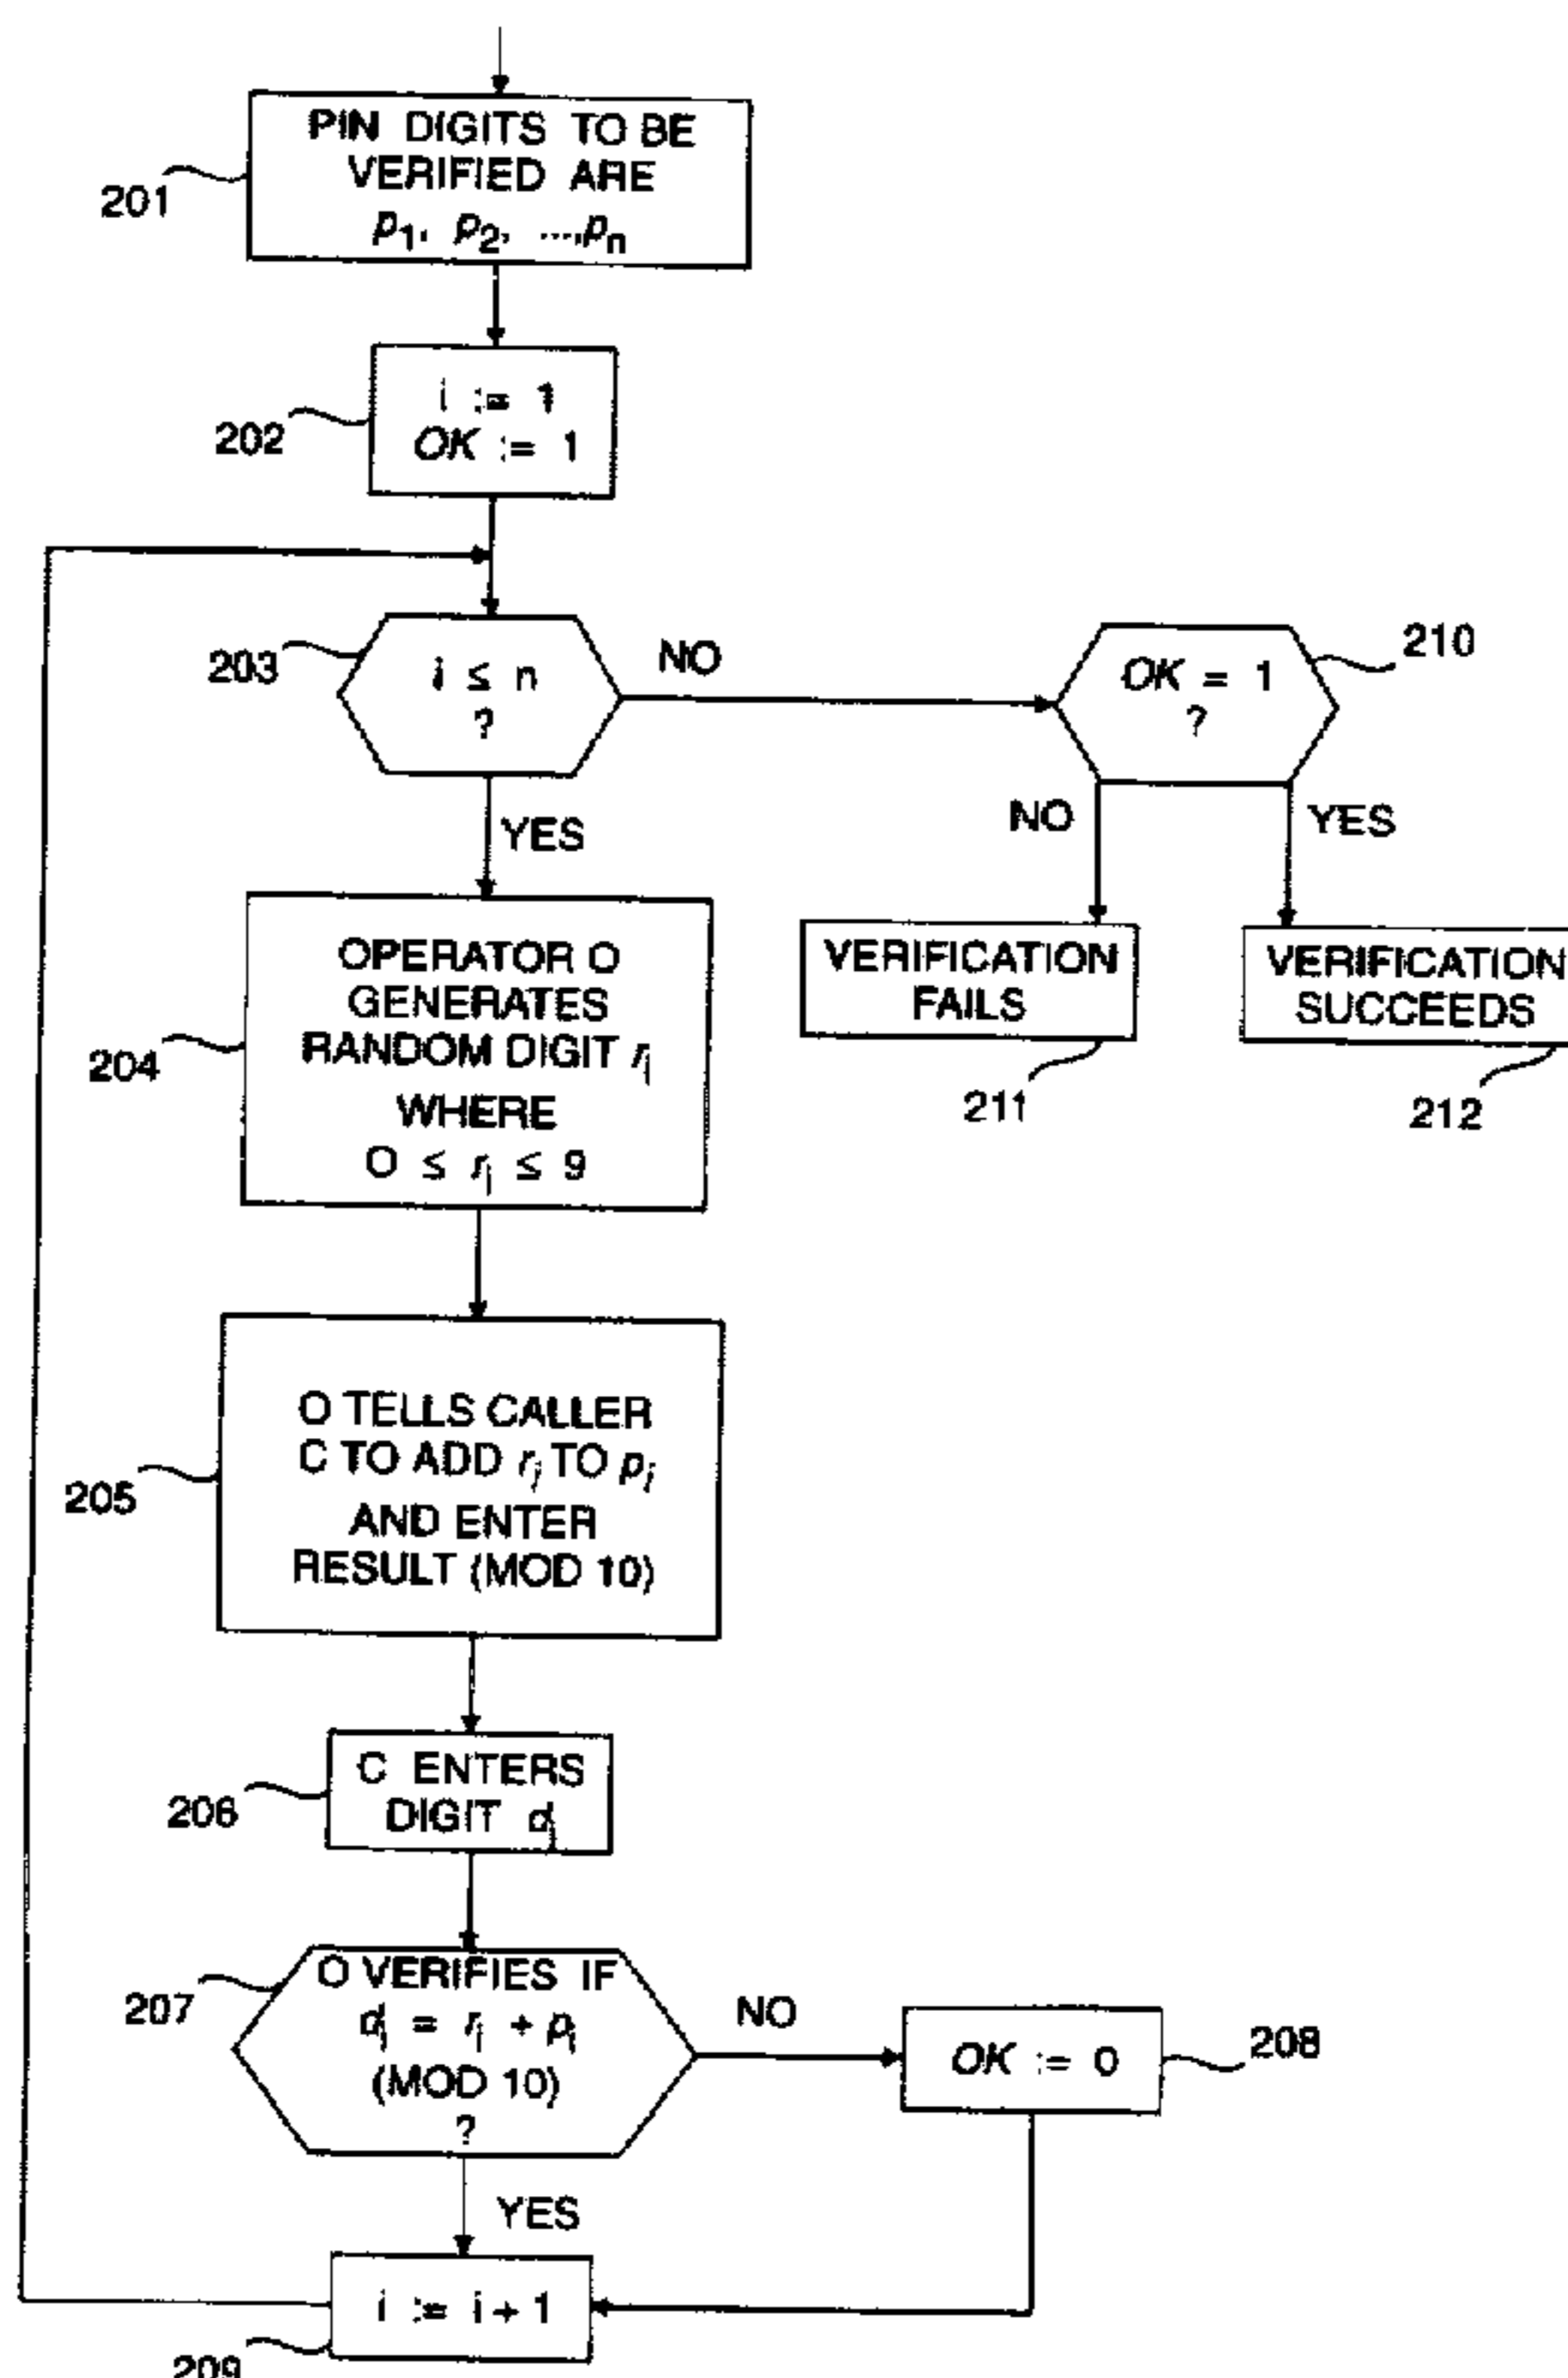 PIN DIGITS TO BE
VERIFIED ARE
p1, p2, ...,pn
201
i := 1
OK := 1
202
203
i ≤ n
?
NO
YES
OK = 1
?
210
NO
YES
VERIFICATION
FAILS
211
VERIFICATION
SUCCEEDS
212
OPERATOR O
GENERATES
RANDOM DIGIT ri
WHERE
O ≤ ri ≤ 9
204
O TELLS CALLER
C TO ADD ri TO pi
AND ENTER
RESULT (MOD 10)
205
C ENTERS
DIGIT di
206
O VERIFIES IF
di = ri + pi
(MOD 10)
?
207
NO
YES
OK := 0
208
i := i + 1
209